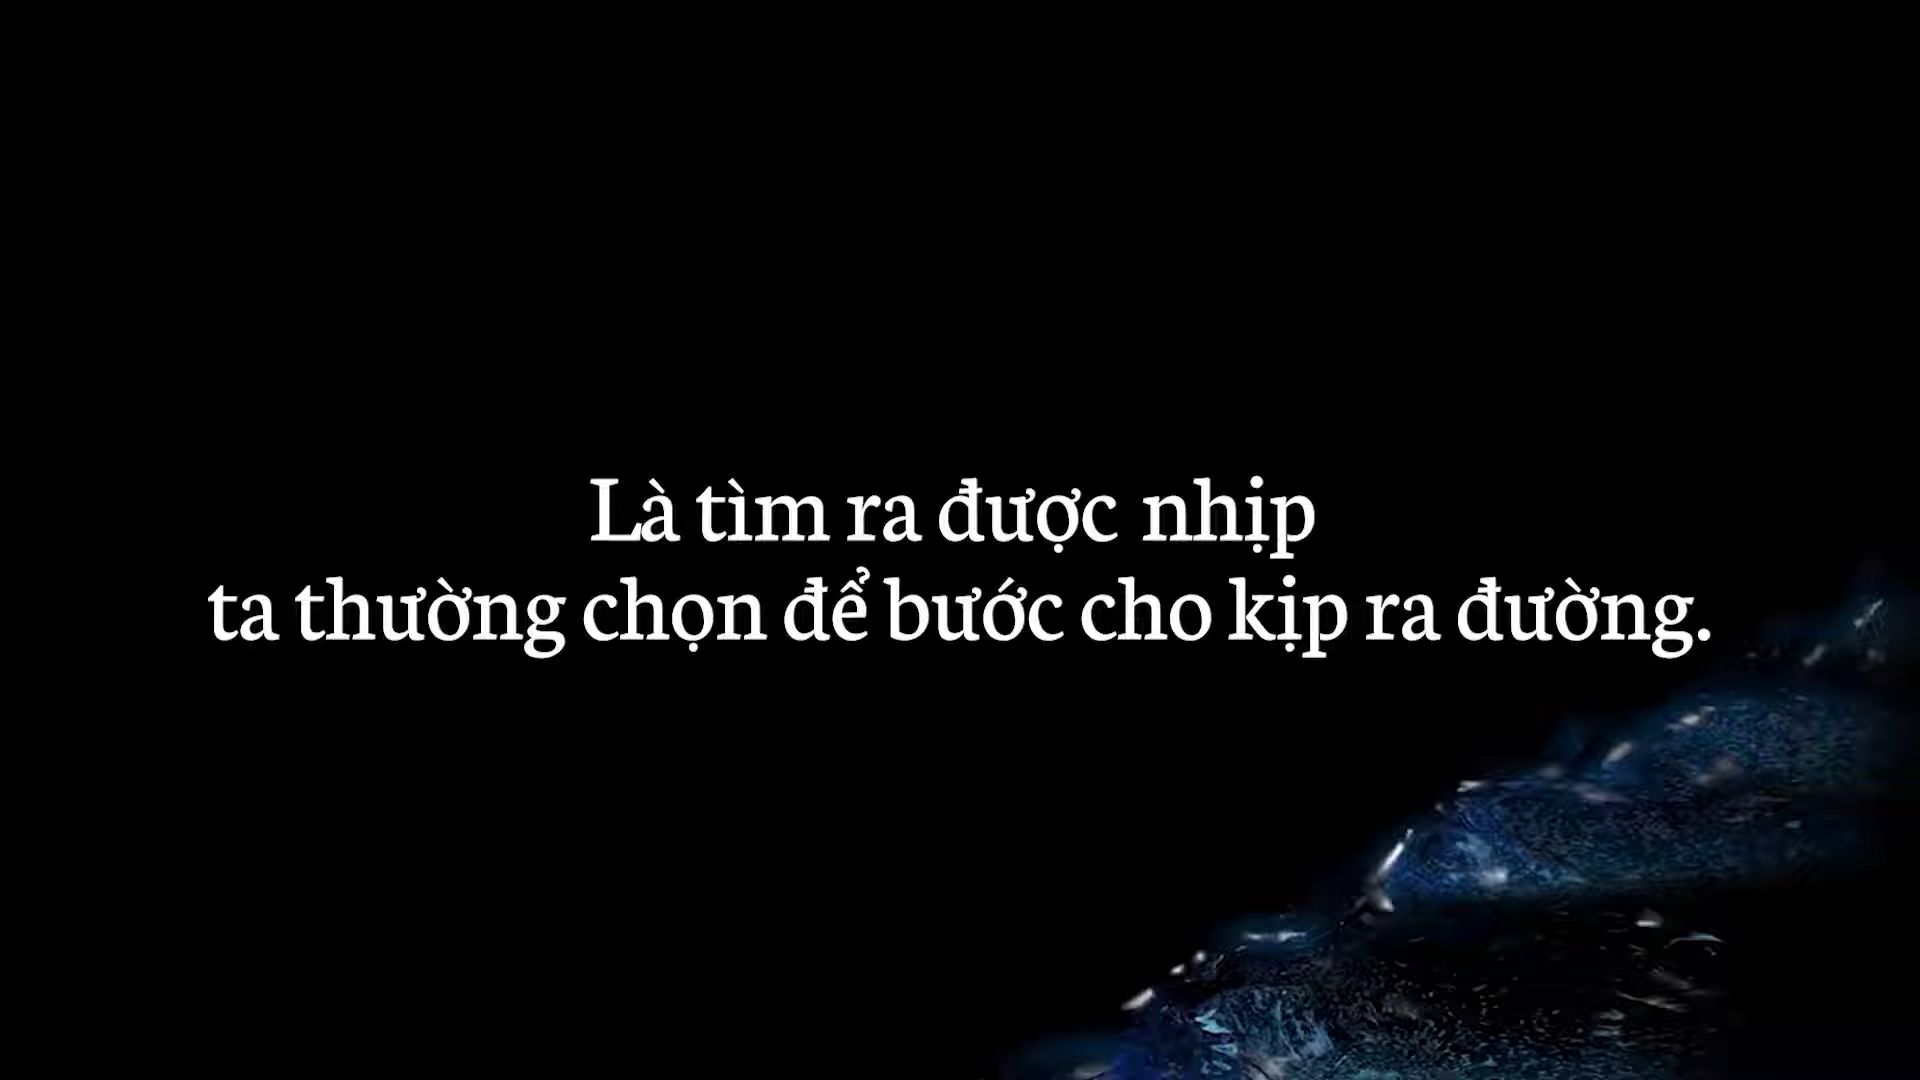 Là tìm ra được nhịp
ta thường chọn để bước cho kịp ra đường.